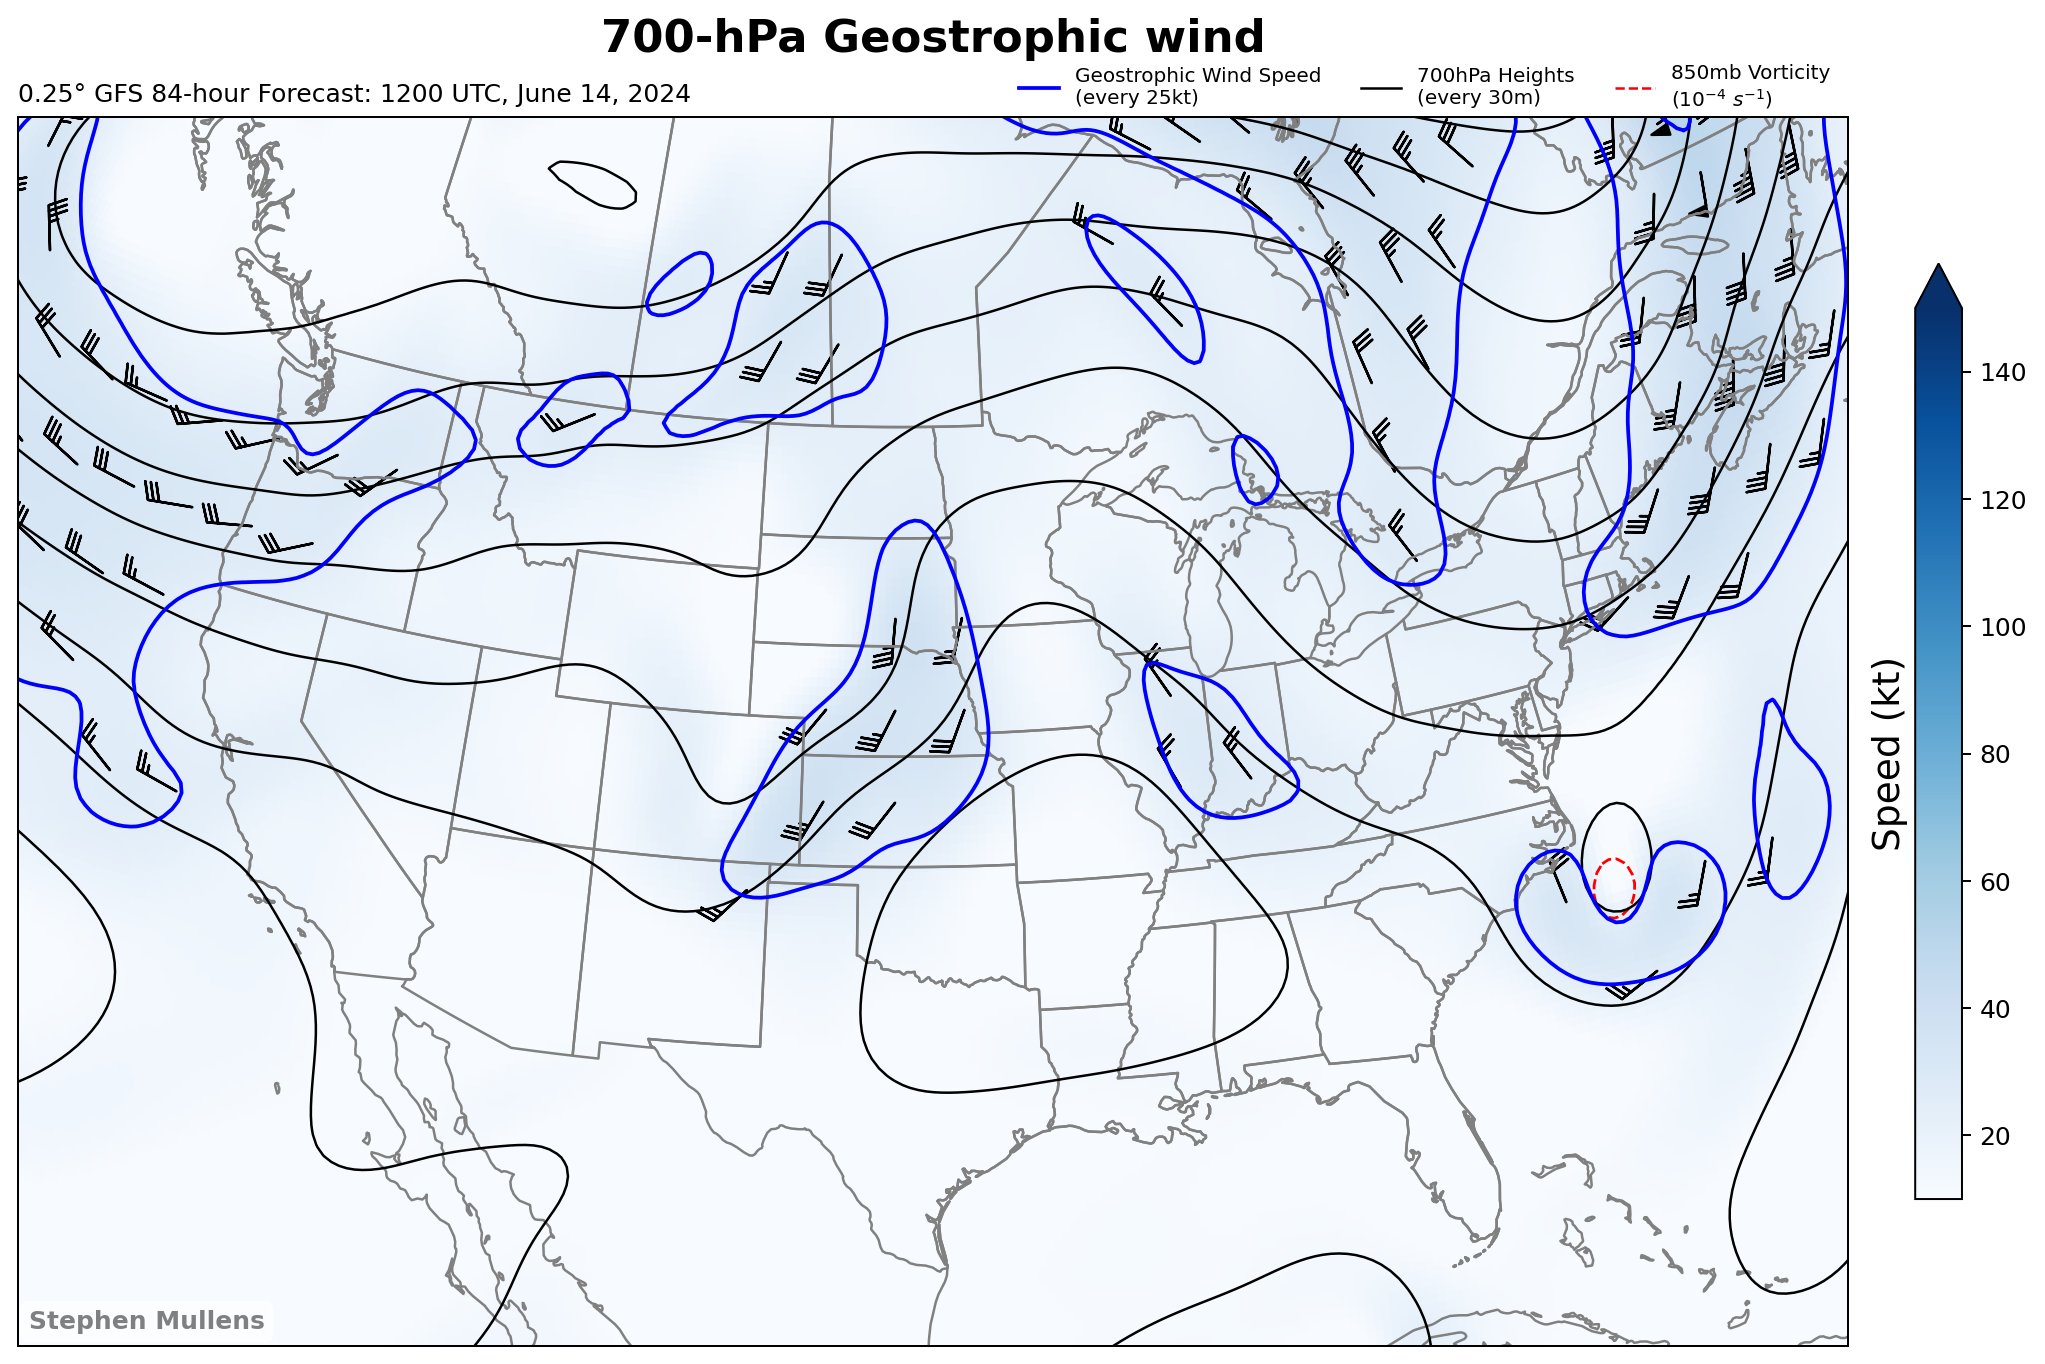 700-hPa Geostrophic wind
0.25° GFS 84-hour Forecast: 1200 UTC, June 14, 2024
Geostrophic Wind Speed
(every 25kt)
700hPa Heights
(every 30m)
850mb Vorticity
(10⁻⁴ s⁻¹)
140
120
100
80
60
40
20
Speed (kt)
Stephen Mullens